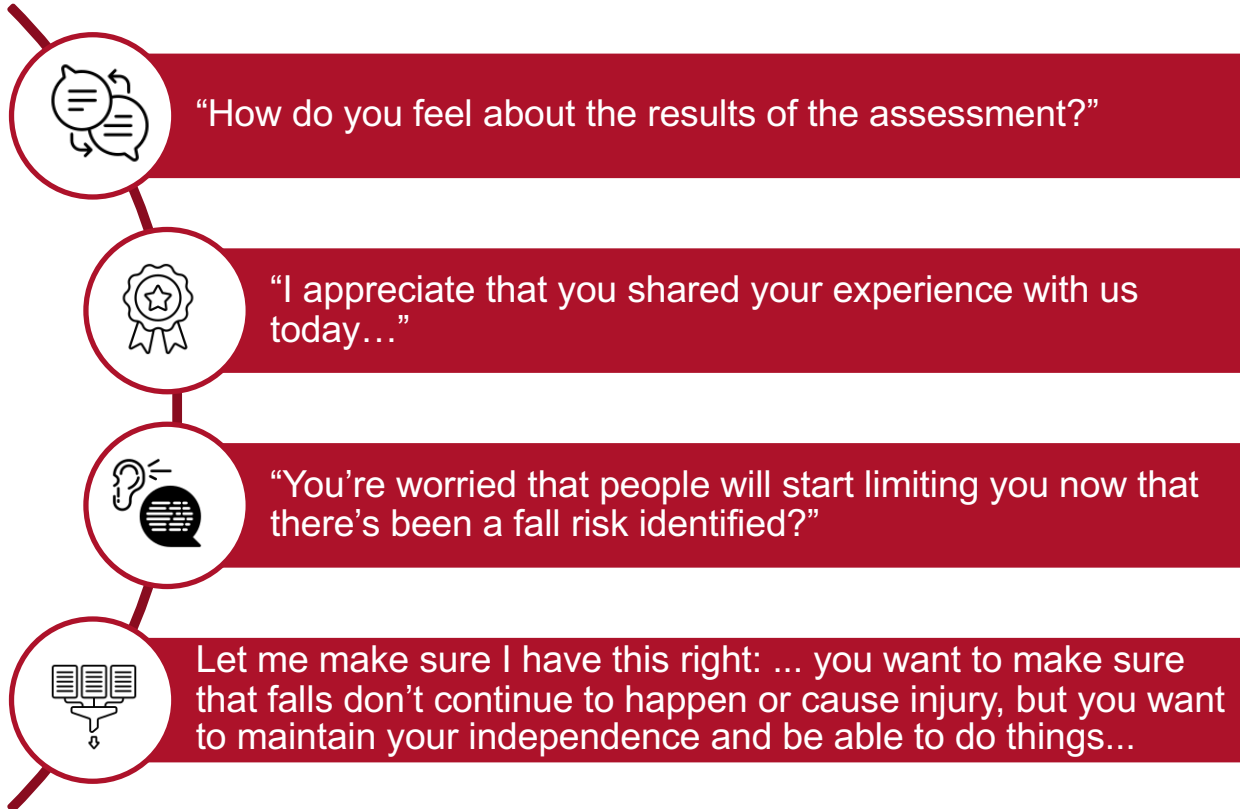 “How do you feel about the results of the assessment?”
“I appreciate that you shared your experience with us
today…”
“You’re worried that people will start limiting you now that
there’s been a fall risk identified?”
Let me make sure I have this right: ... you want to make sure
that falls don’t continue to happen or cause injury, but you want
to maintain your independence and be able to do things...